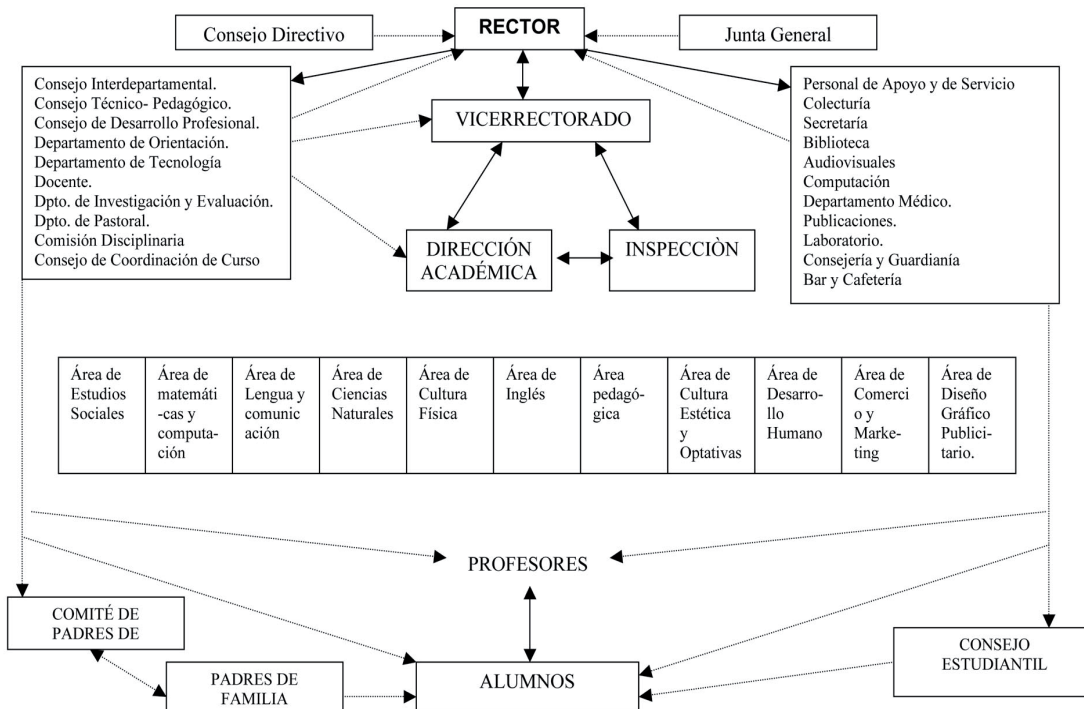 Consejo Directivo
RECTOR
Junta General
Consejo Interdepartamental.
Consejo Técnico- Pedagógico.
Consejo de Desarrollo Profesional.
Departamento de Orientación.
Departamento de Tecnología
Docente.
Dpto. de Investigación y Evaluación.
Dpto. de Pastoral.
Comisión Disciplinaria
Consejo de Coordinación de Curso
VICERRECTORADO
Personal de Apoyo y de Servicio
Colecturía
Secretaría
Biblioteca
Audiovisuales
Computación
Departamento Médico.
Publicaciones.
Laboratorio.
Consejería y Guardianía
Bar y Cafetería
DIRECCIÓN
ACADÉMICA
INSPECCIÒN
Área de
Estudios
Sociales
Área de
matemáti
-cas y
computa-
ción
Área de
Lengua y
comunic
ación
Área de
Ciencias
Naturales
Área de
Cultura
Física
Área de
Inglés
Área
pedagó-
gica
Área de
Cultura
Estética
y
Optativas
Área de
Desarro-
llo
Humano
Área de
Comerci
o y
Marke-
ting
Área de
Diseño
Gráfico
Publici-
tario.
PROFESORES
COMITÉ DE
PADRES DE
CONSEJO
ESTUDIANTIL
PADRES DE
FAMILIA
ALUMNOS